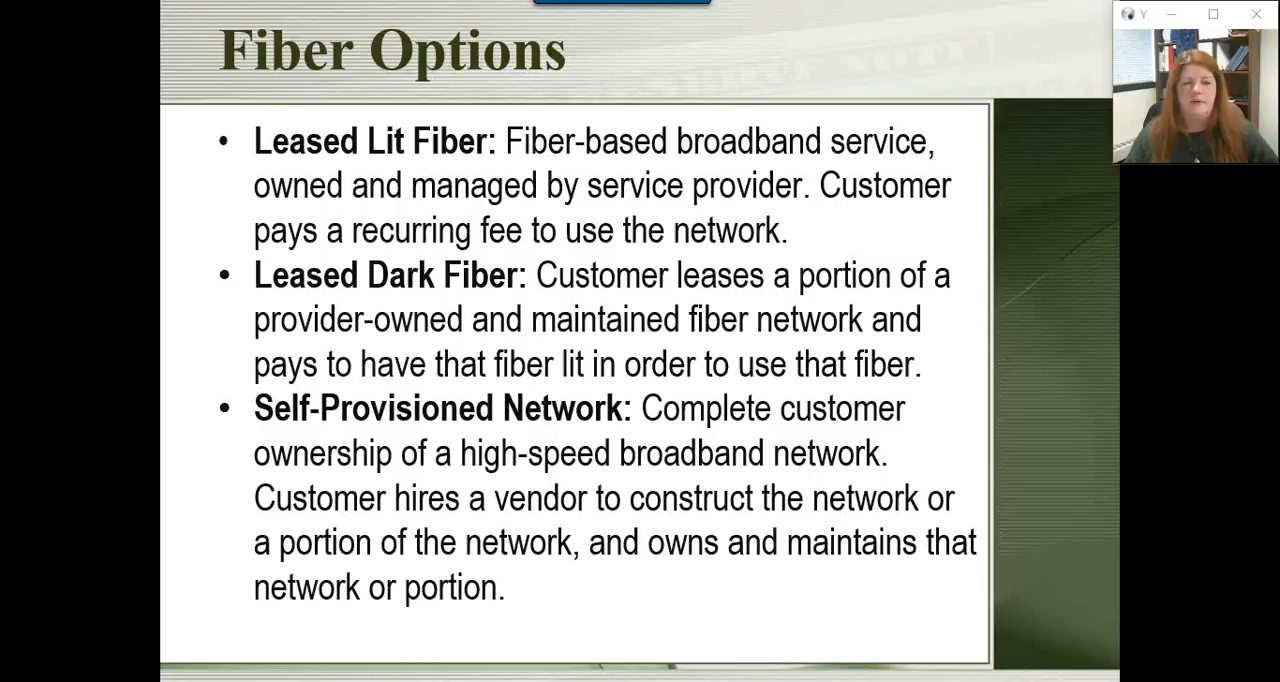 Fiber Options
Y
• Leased Lit Fiber: Fiber-based broadband service,
owned and managed by service provider. Customer
pays a recurring fee to use the network.
• Leased Dark Fiber: Customer leases a portion of a
provider-owned and maintained fiber network and
pays to have that fiber lit in order to use that fiber.
• Self-Provisioned Network: Complete customer
ownership of a high-speed broadband network.
Customer hires a vendor to construct the network or
a portion of the network, and owns and maintains that
network or portion.